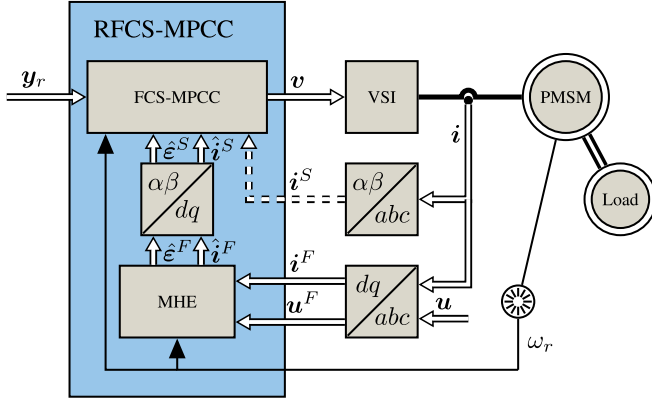 RFCS-MPCC
y_r
FCS-MPCC
v
VSI
PMSM
i
ε̂^S
î^S
i^S
αβ
dq
αβ
abc
Load
ε̂^F
î^F
i^F
dq
abc
MHE
u^F
u
ω_r